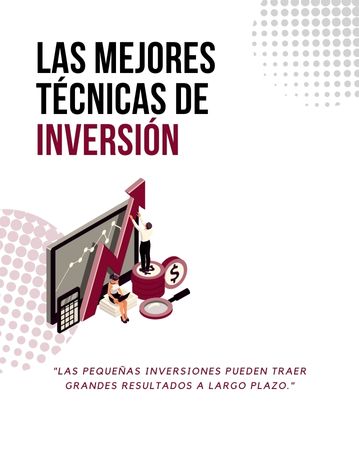 LAS MEJORES
TÉCNICAS DE
INVERSIÓN
$
$
"LAS PEQUEÑAS INVERSIONES PUEDEN TRAER
GRANDES RESULTADOS A LARGO PLAZO."